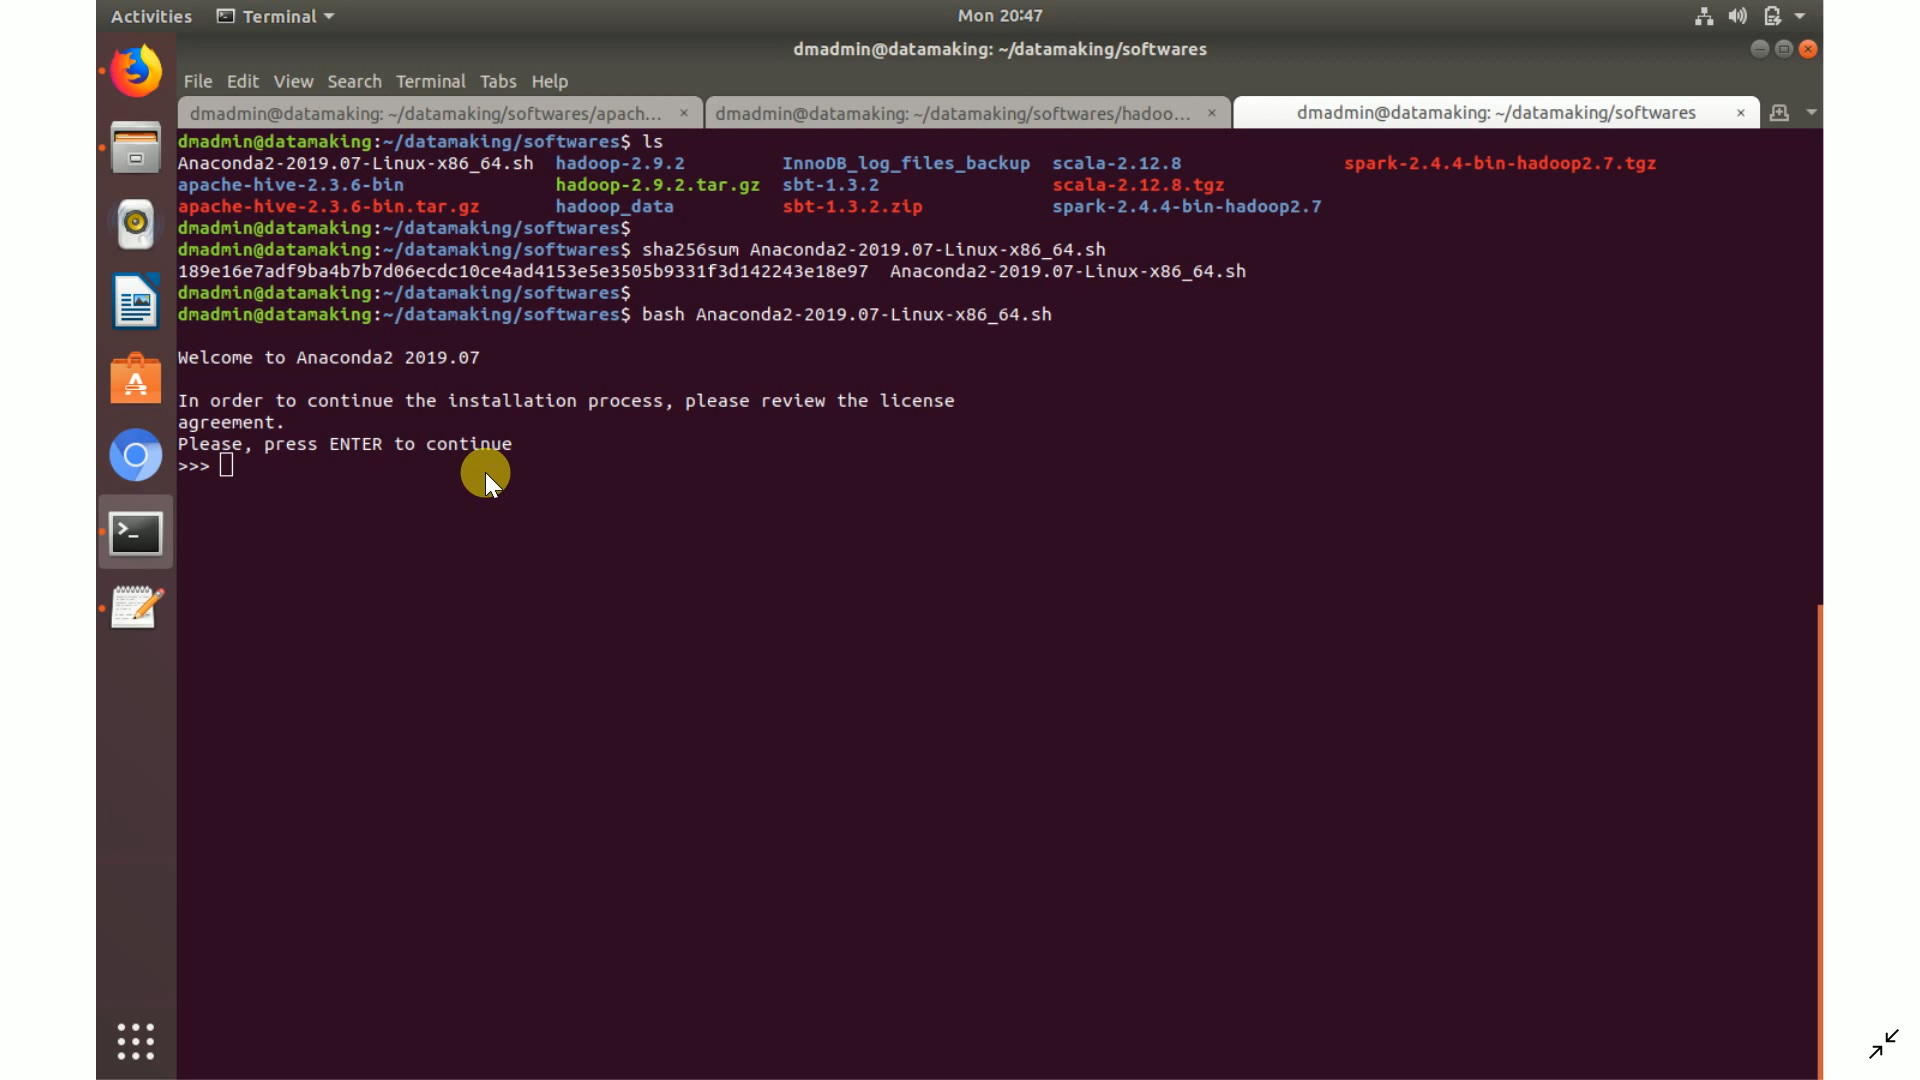 Activities Terminal Mon 20:47
dmadmin@datamaking: ~/datamaking/softwares
File Edit View Search Terminal Tabs Help
dmadmin@datamaking: ~/datamaking/softwares/apach... × dmadmin@datamaking: ~/datamaking/softwares/hadoo... × dmadmin@datamaking: ~/datamaking/softwares ×
dmadmin@datamaking:~/datamaking/softwares$ ls
Anaconda2-2019.07-Linux-x86_64.sh hadoop-2.9.2 InnoDB_log_files_backup scala-2.12.8 spark-2.4.4-bin-hadoop2.7.tgz
apache-hive-2.3.6-bin hadoop-2.9.2.tar.gz sbt-1.3.2 scala-2.12.8.tgz
apache-hive-2.3.6-bin.tar.gz hadoop_data sbt-1.3.2.zip spark-2.4.4-bin-hadoop2.7
dmadmin@datamaking:~/datamaking/softwares$
dmadmin@datamaking:~/datamaking/softwares$ sha256sum Anaconda2-2019.07-Linux-x86_64.sh
189e16e7adf9ba4b7b7d06ecdc10ce4ad4153e5e3505b9331f3d142243e18e97 Anaconda2-2019.07-Linux-x86_64.sh
dmadmin@datamaking:~/datamaking/softwares$
dmadmin@datamaking:~/datamaking/softwares$ bash Anaconda2-2019.07-Linux-x86_64.sh
Welcome to Anaconda2 2019.07
In order to continue the installation process, please review the license
agreement.
Please, press ENTER to continue
>>>